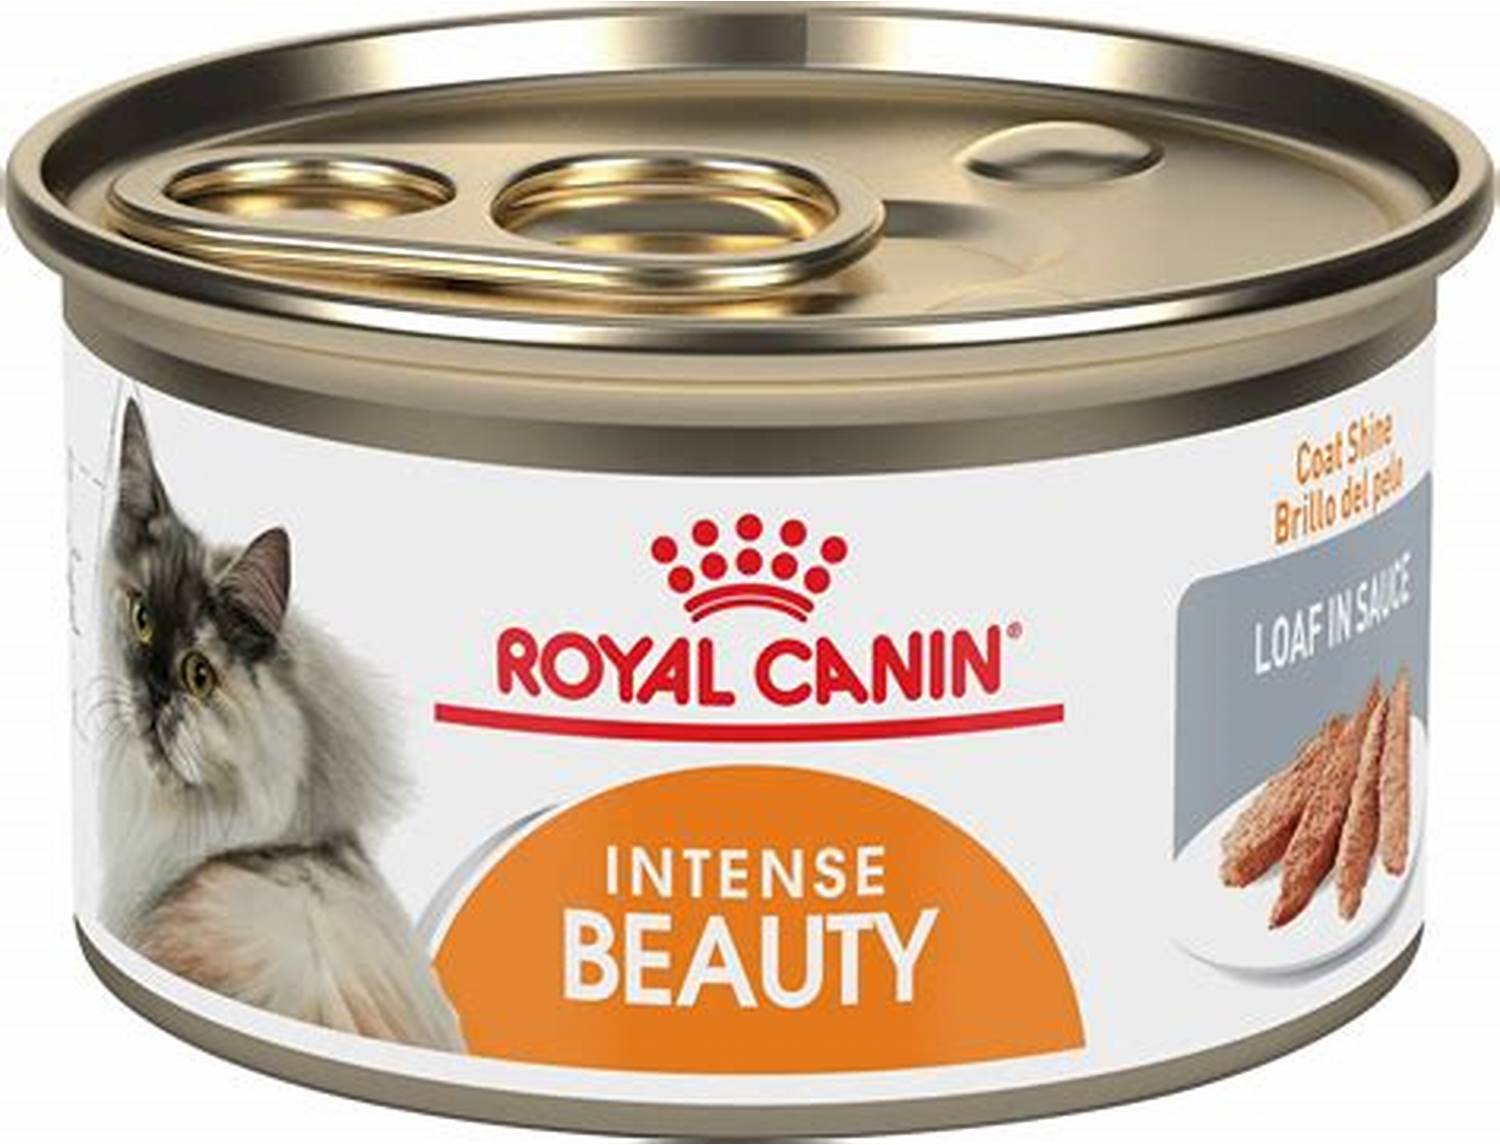 ROYAL CANIN®
INTENSE
BEAUTY
Coat Shine
Brillo del pelo
LOAF IN SAUCE